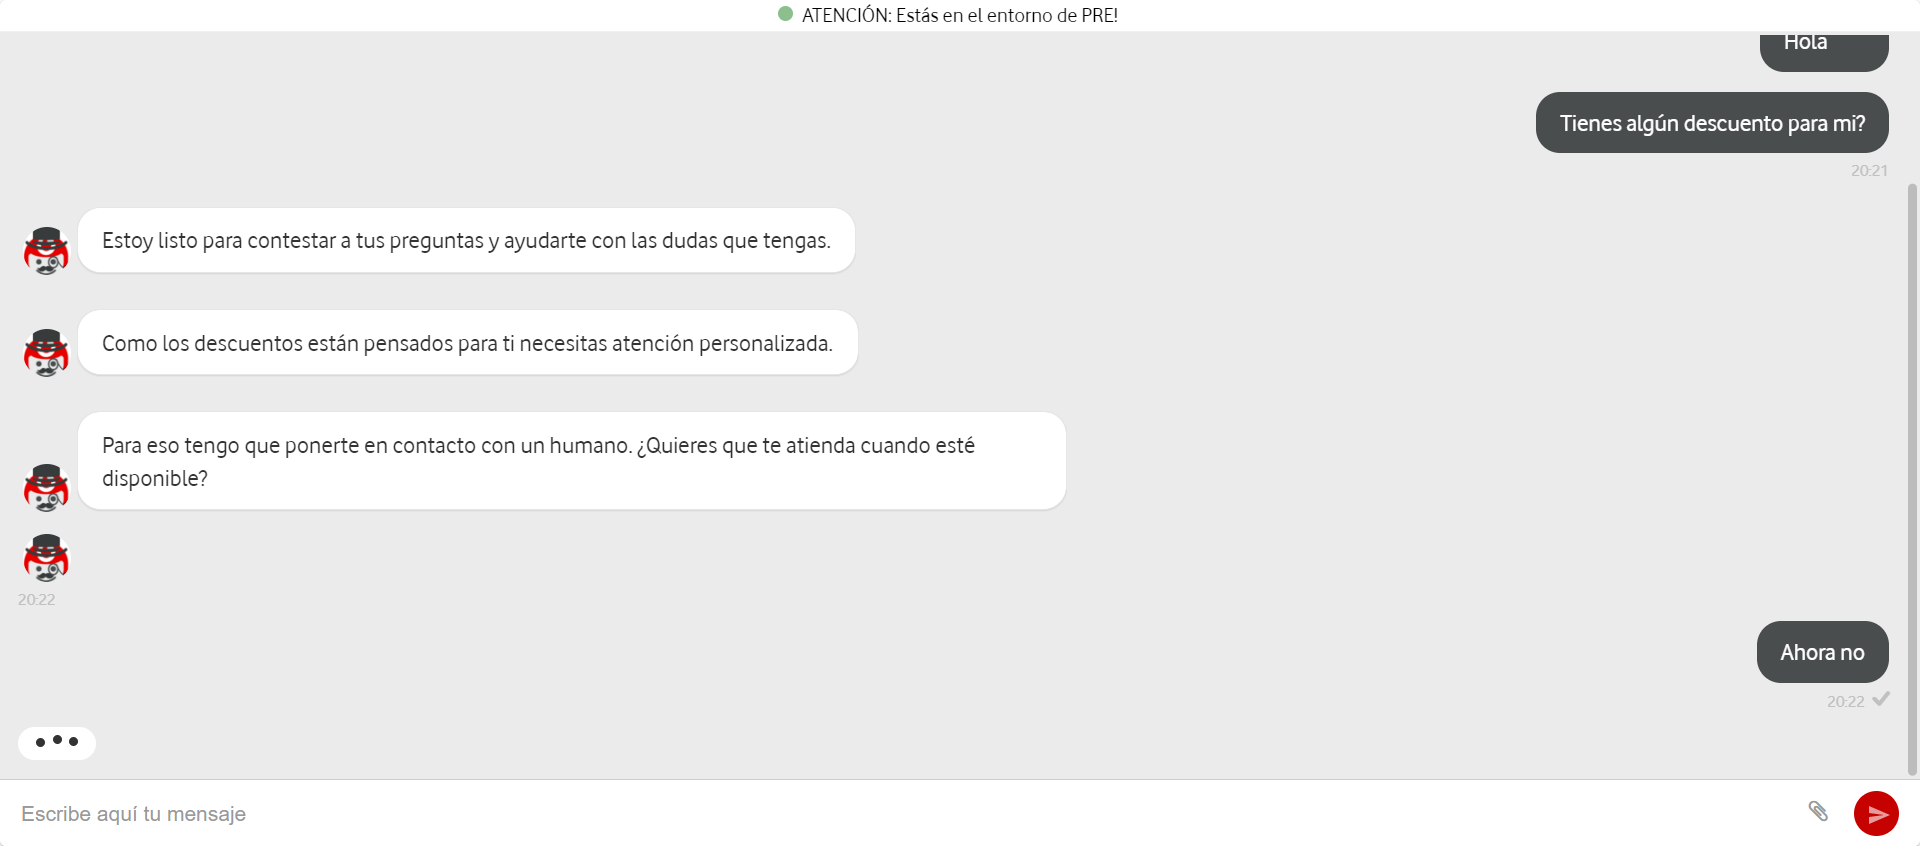 ATENCIÓN: Estás en el entorno de PRE!
Hola
Tienes algún descuento para mi?
20:21
Estoy listo para contestar a tus preguntas y ayudarte con las dudas que tengas.
Como los descuentos están pensados para ti necesitas atención personalizada.
Para eso tengo que ponerte en contacto con un humano. ¿Quieres que te atienda cuando esté
disponible?
20:22
Ahora no
20:22
Escribe aquí tu mensaje